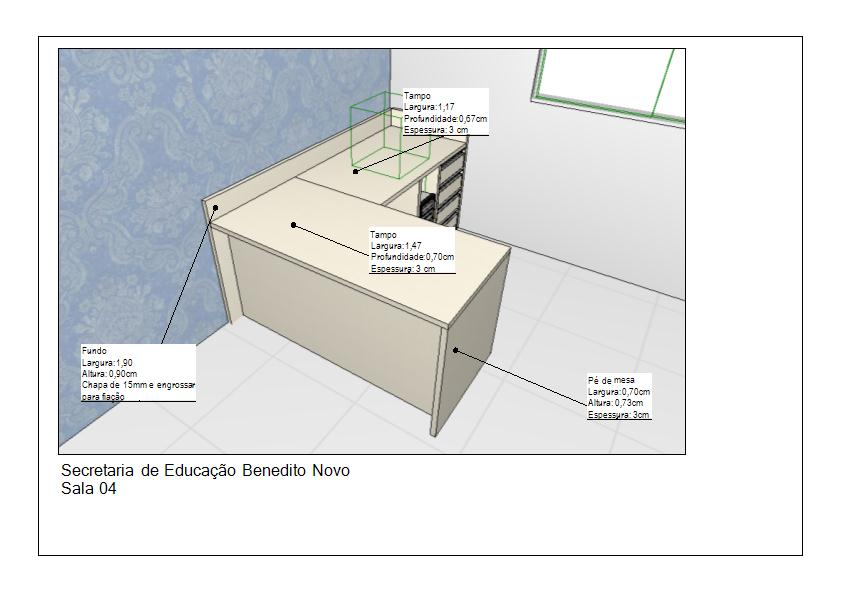 Tampo
Largura:1,17
Profundidade:0,67cm
Espessura: 3 cm
Tampo
Largura:1,47
Profundidade:0,70cm
Espessura: 3 cm
Fundo
Largura:1,90
Altura: 0,90cm
Chapa de 15mm e engrossar
para fiação
Pé de mesa
Largura:0,70cm
Altura: 0,73cm
Espessura: 3cm
Secretaria de Educação Benedito Novo
Sala 04